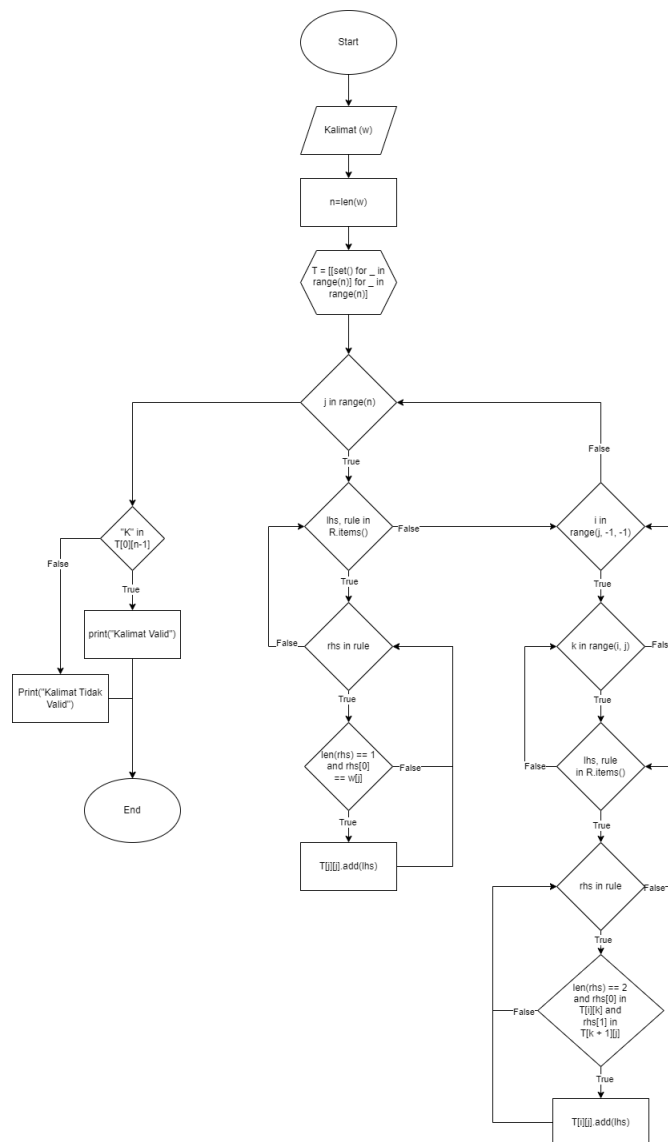 Start
Kalimat (w)
n=len(w)
T = [[set() for _ in
range(n)] for _ in
range(n)]
j in range(n)
True
False
"K" in
T[0][n-1]
False
True
print("Kalimat Valid")
Print("Kalimat Tidak
Valid")
End
lhs, rule in
R.items()
False
True
rhs in rule
False
True
len(rhs) == 1
and rhs[0]
== w[j]
False
True
T[j][j].add(lhs)
i in
range(j, -1, -1)
True
k in range(i, j)
False
True
lhs, rule
in R.items()
False
True
rhs in rule
False
True
len(rhs) == 2
and rhs[0] in
T[i][k] and
rhs[1] in
T[k + 1][j]
False
True
T[i][j].add(lhs)